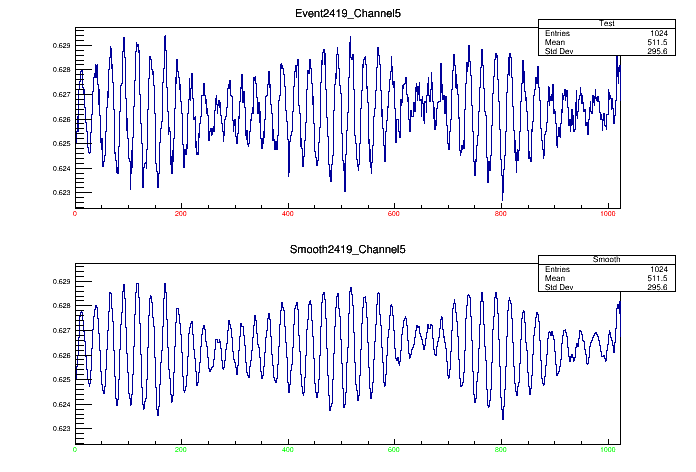 Event2419_Channel5
Test
Entries 1024
Mean 511.5
Std Dev 295.6
0.629
0.628
0.627
0.626
0.625
0.624
0.623
0 200 400 600 800 1000
Smooth2419_Channel5
Smooth
Entries 1024
Mean 511.5
Std Dev 295.6
0.629
0.628
0.627
0.626
0.625
0.624
0.623
0 200 400 600 800 1000